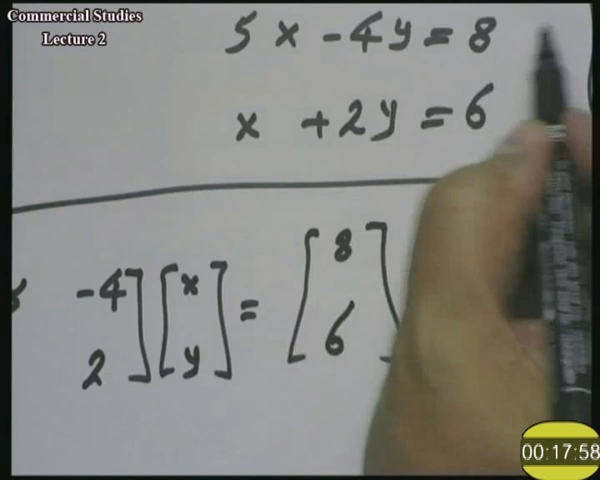 Commercial Studies
Lecture 2
5x - 4y = 8
x + 2y = 6
-4] [x] = [8]
2] [y] = [6]
00:17:58